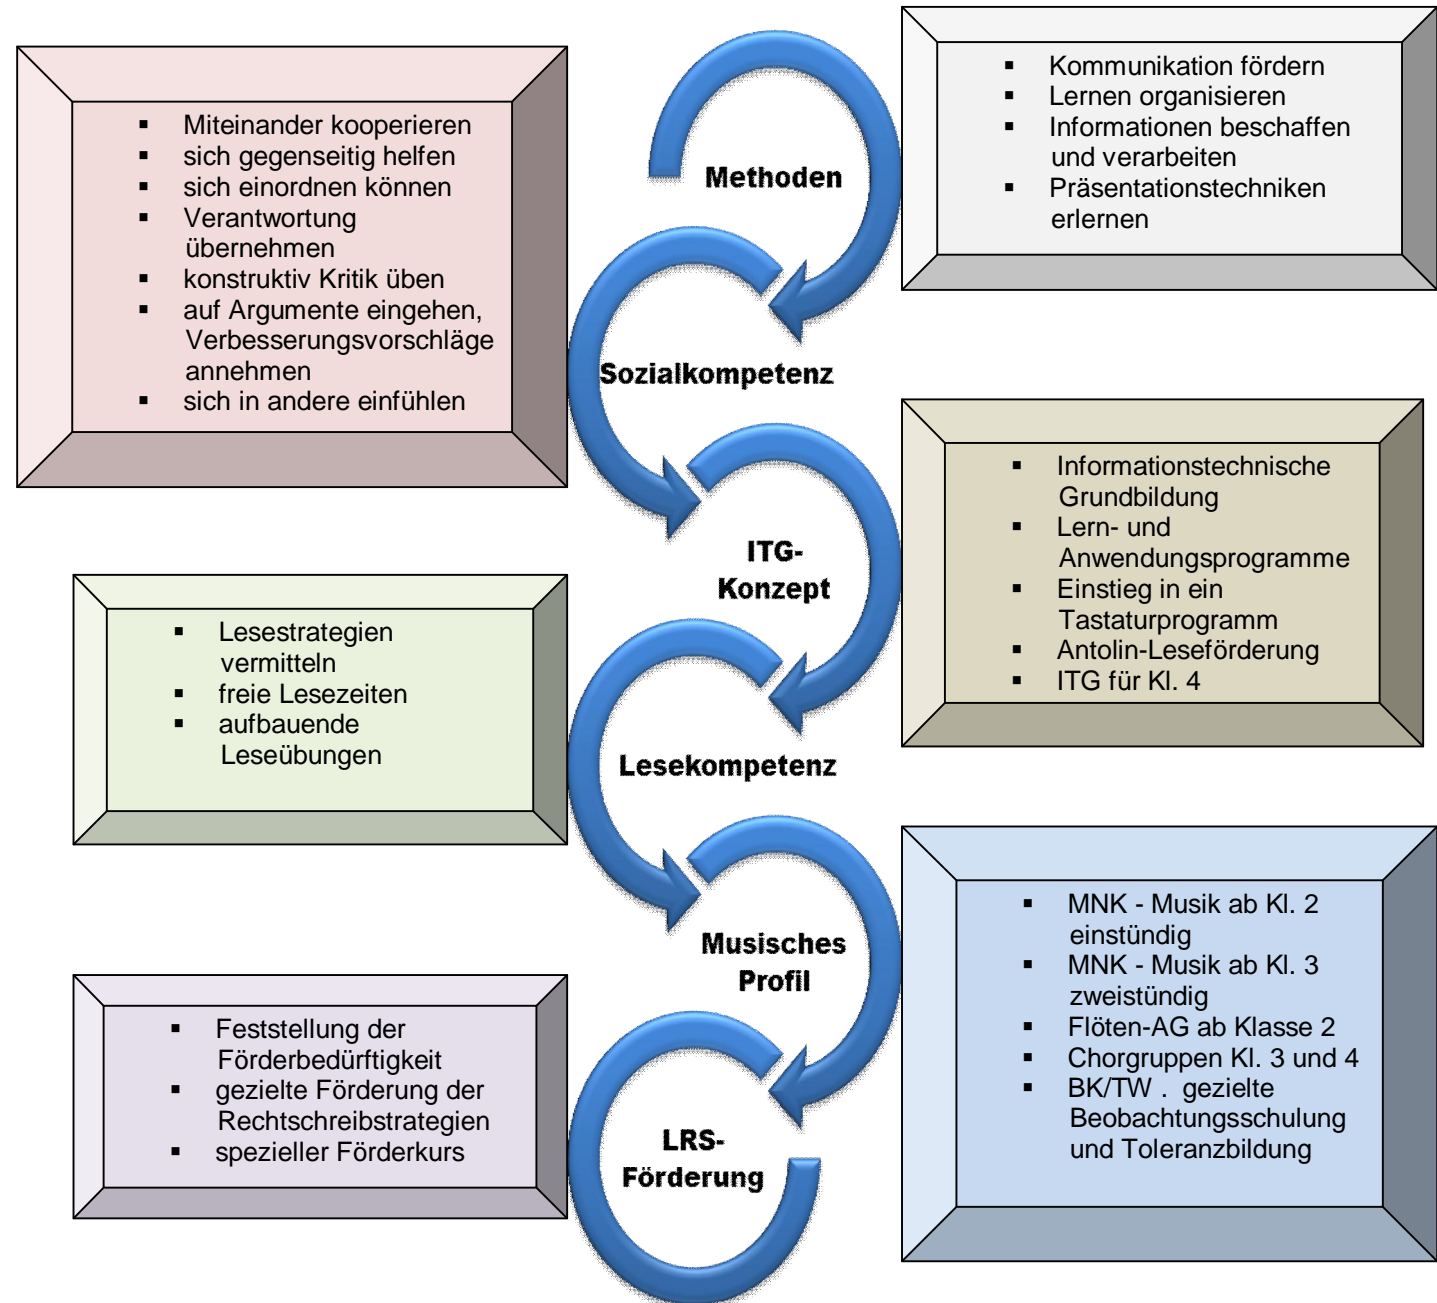 Methoden
▪ Kommunikation fördern
▪ Lernen organisieren
▪ Informationen beschaffen
und verarbeiten
▪ Präsentationstechniken
erlernen
▪ Miteinander kooperieren
▪ sich gegenseitig helfen
▪ sich einordnen können
▪ Verantwortung
übernehmen
▪ konstruktiv Kritik üben
▪ auf Argumente eingehen,
Verbesserungsvorschläge
annehmen
▪ sich in andere einfühlen
Sozialkompetenz
ITG-
Konzept
▪ Informationstechnische
Grundbildung
▪ Lern- und
Anwendungsprogramme
▪ Einstieg in ein
Tastaturprogramm
▪ Antolin-Leseförderung
▪ ITG für Kl. 4
▪ Lesestrategien
vermitteln
▪ freie Lesezeiten
▪ aufbauende
Leseübungen
Lesekompetenz
Musisches
Profil
▪ MNK - Musik ab Kl. 2
einstündig
▪ MNK - Musik ab Kl. 3
zweistündig
▪ Flöten-AG ab Klasse 2
▪ Chorgruppen Kl. 3 und 4
▪ BK/TW . gezielte
Beobachtungsschulung
und Toleranzbildung
▪ Feststellung der
Förderbedürftigkeit
▪ gezielte Förderung der
Rechtschreibstrategien
▪ spezieller Förderkurs
LRS-
Förderung